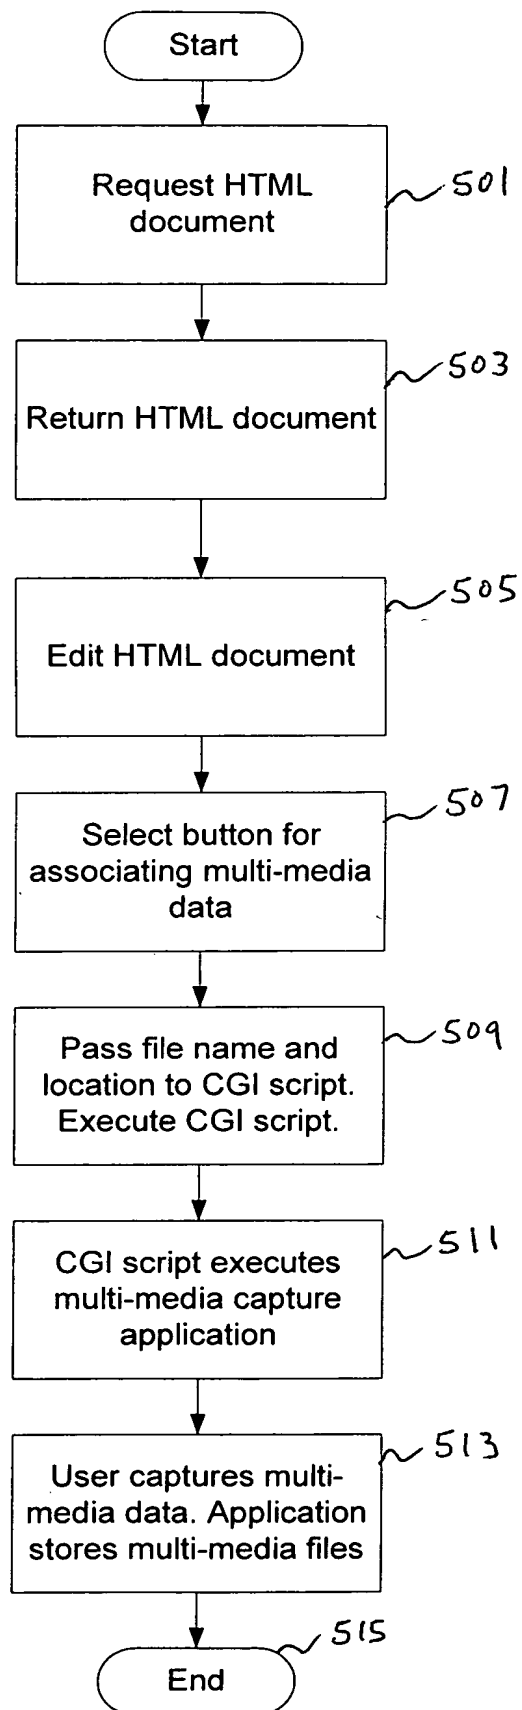 Start
Request HTML
document
501
Return HTML document
503
Edit HTML document
505
Select button for
associating multi-media
data
507
Pass file name and
location to CGI script.
Execute CGI script.
509
CGI script executes
multi-media capture
application
511
User captures multi-
media data. Application
stores multi-media files
513
End
515